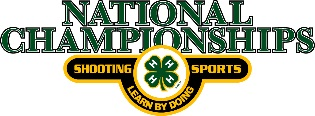 NATIONAL
CHAMPIONSHIPS
SHOOTING SPORTS
H H H H
LEARN BY DOING